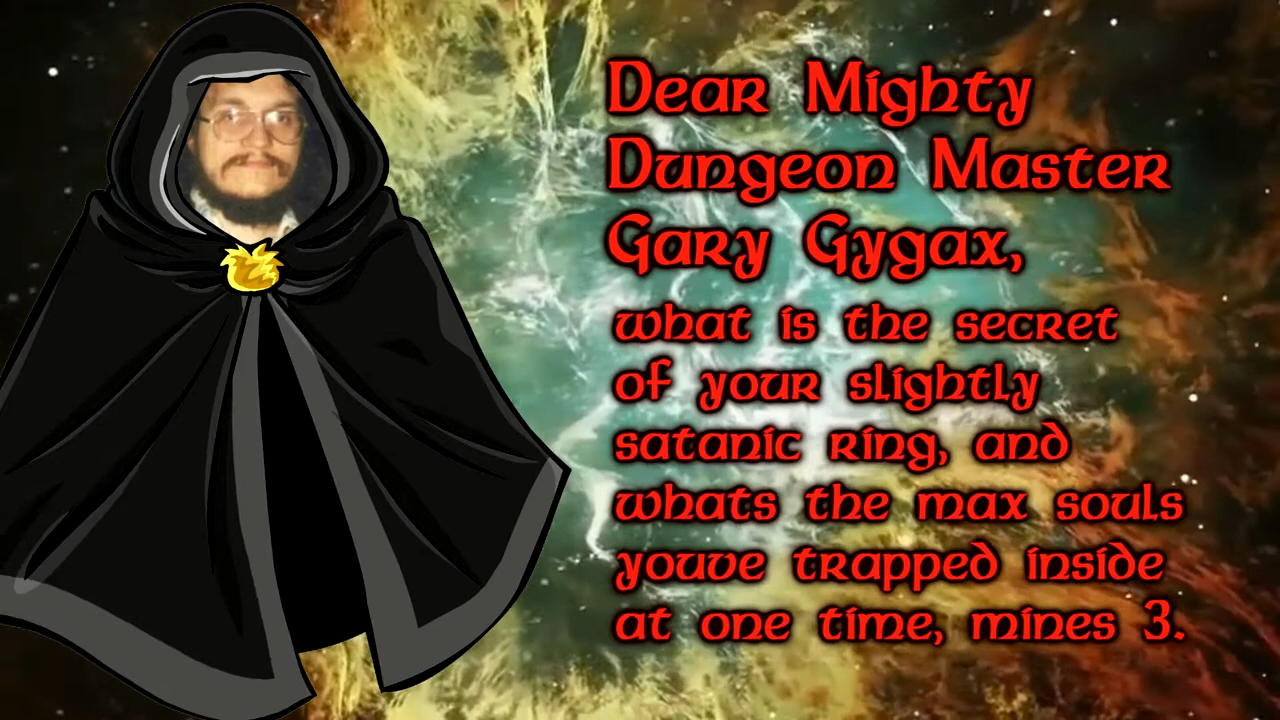 Dear Mighty
Dungeon Master
Gary Gygax,
what is the secret
of your slightly
satanic ring, and
whats the max souls
youve trapped inside
at one time, mines 3.